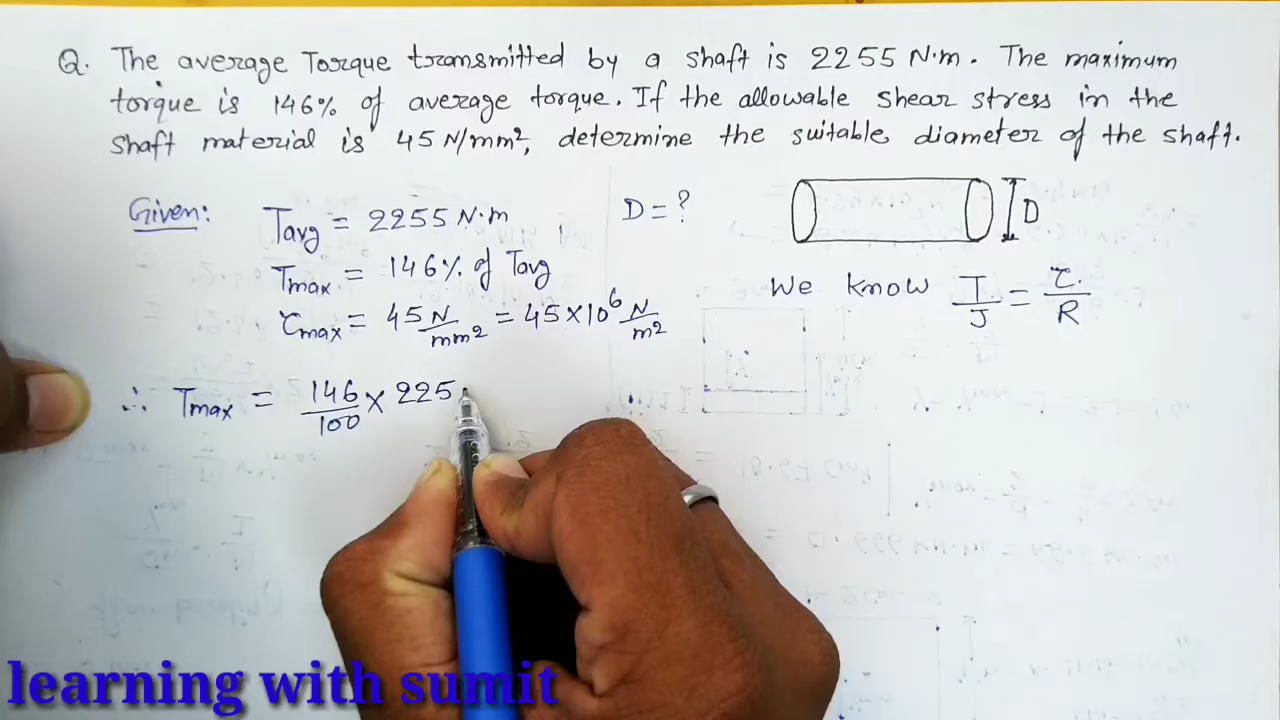 Q. The average Torque transmitted by a shaft is 2255 N·m. The maximum
torque is 146% of average torque. If the allowable shear stress in the
shaft material is 45 N/mm², determine the suitable diameter of the shaft.
Given: Tavg = 2255 N·m D = ? D
Tmax = 146% of Tavg We know T/J = τ/R
τmax = 45 N/mm² = 45 × 10⁶ N/m²
∴ Tmax = 146/100 × 225
learning with sumit